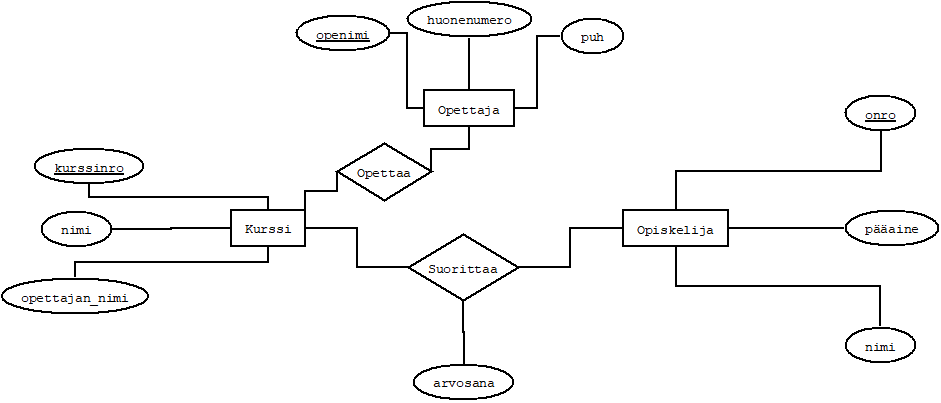 huonenumero
openimi
puh
Opettaja
onro
kurssinro
Opettaa
nimi
Kurssi
Opiskelija
pääaine
Suorittaa
opettajan_nimi
nimi
arvosana